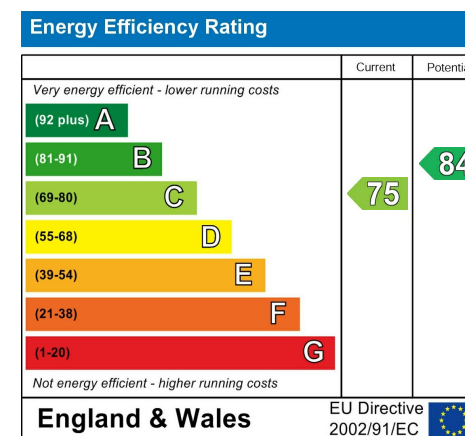 Energy Efficiency Rating
Current
Very energy efficient - lower running costs
(92 plus) A
(81-91) B
84
(69-80) C
75
(55-68) D
(39-54) E
(21-38) F
(1-20) G
Not energy efficient - higher running costs
England & Wales
EU Directive
2002/91/EC